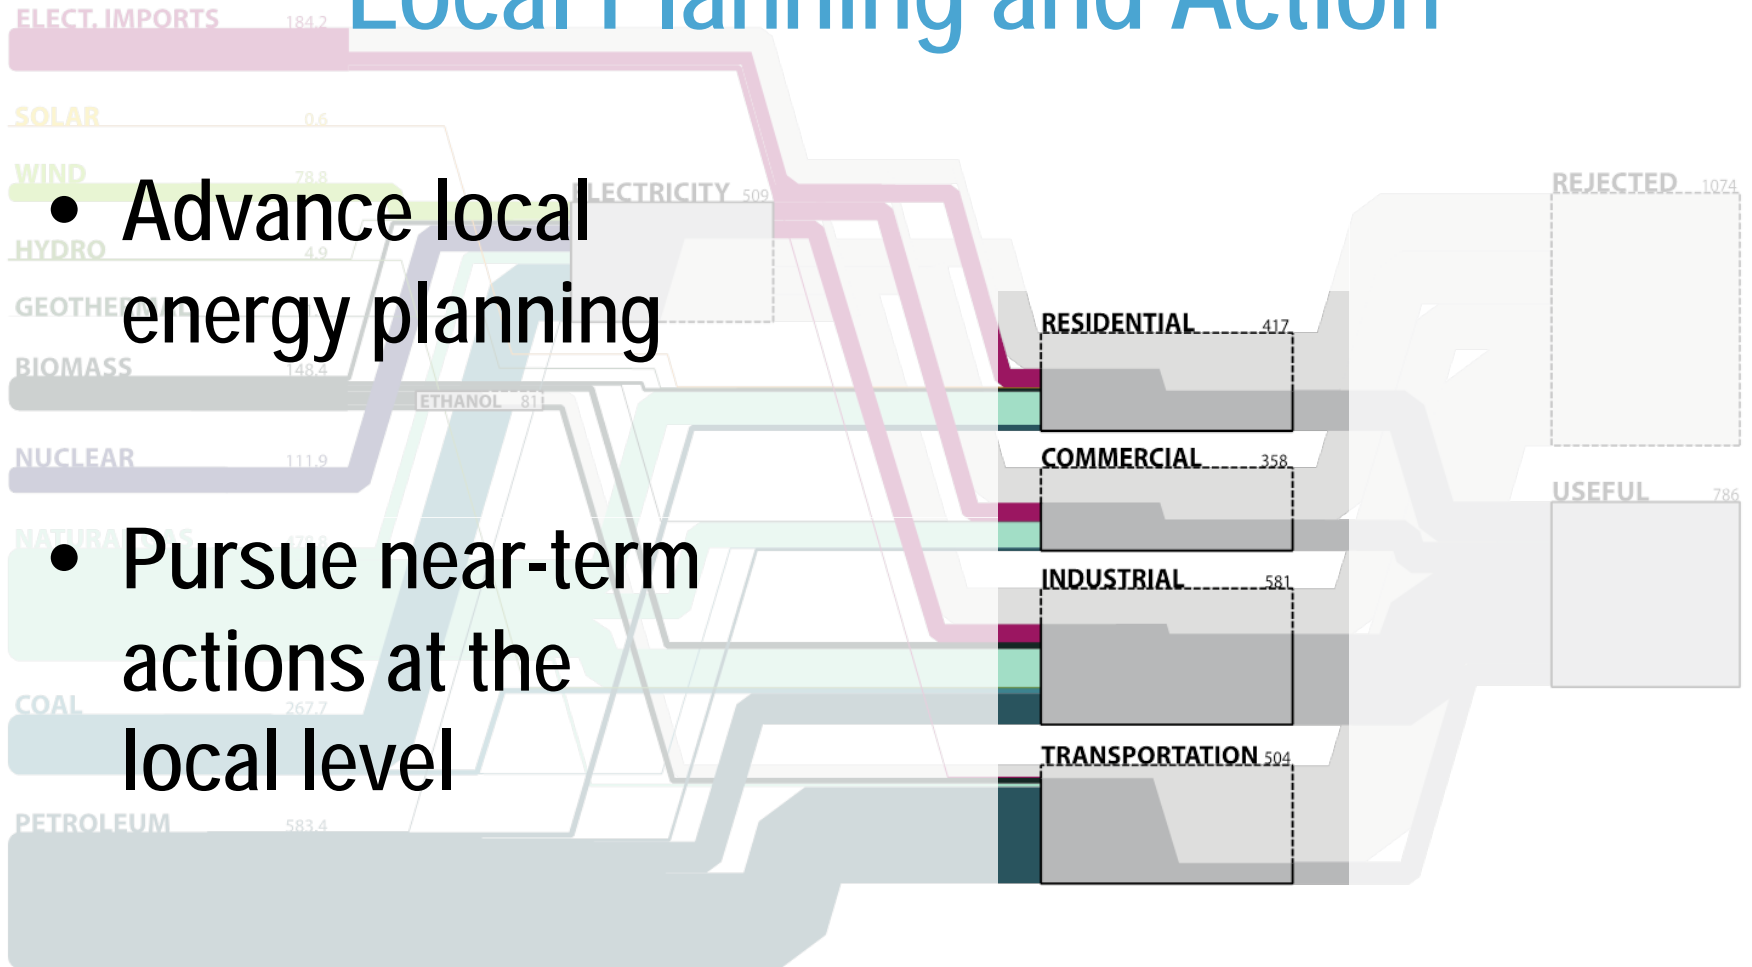 Local Planning and Action
ELECT. IMPORTS 184.2
SOLAR 0.6
WIND 78.8
ELECTRICITY 509
REJECTED 1074
• Advance local
energy planning
HYDRO 4.9
GEOTHERMAL
RESIDENTIAL 417
BIOMASS 148.4
ETHANOL 81
NUCLEAR 111.9
COMMERCIAL 358
USEFUL 786
NATURAL GAS
• Pursue near-term
actions at the
local level
INDUSTRIAL 581
COAL 267.7
TRANSPORTATION 504
PETROLEUM 583.4